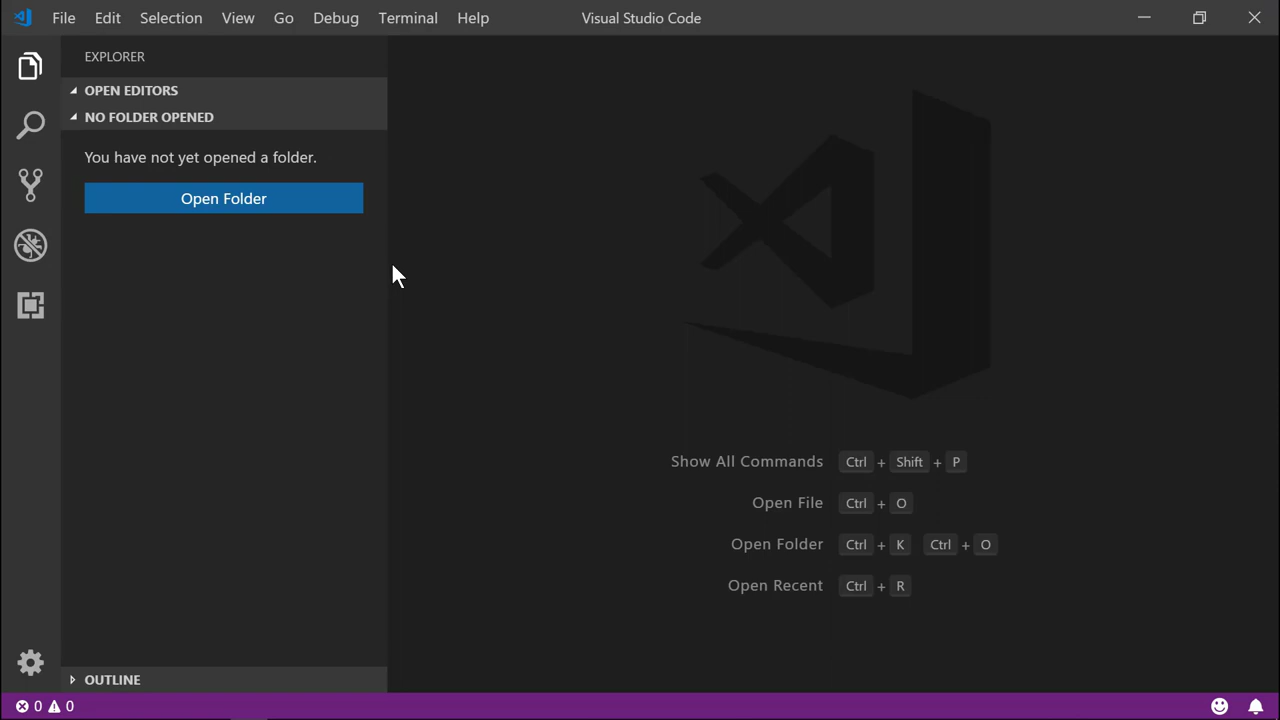 File Edit Selection View Go Debug Terminal Help Visual Studio Code
EXPLORER
OPEN EDITORS
NO FOLDER OPENED
You have not yet opened a folder.
Open Folder
Show All Commands Ctrl + Shift + P
Open File Ctrl + O
Open Folder Ctrl + K Ctrl + O
Open Recent Ctrl + R
OUTLINE
0 0